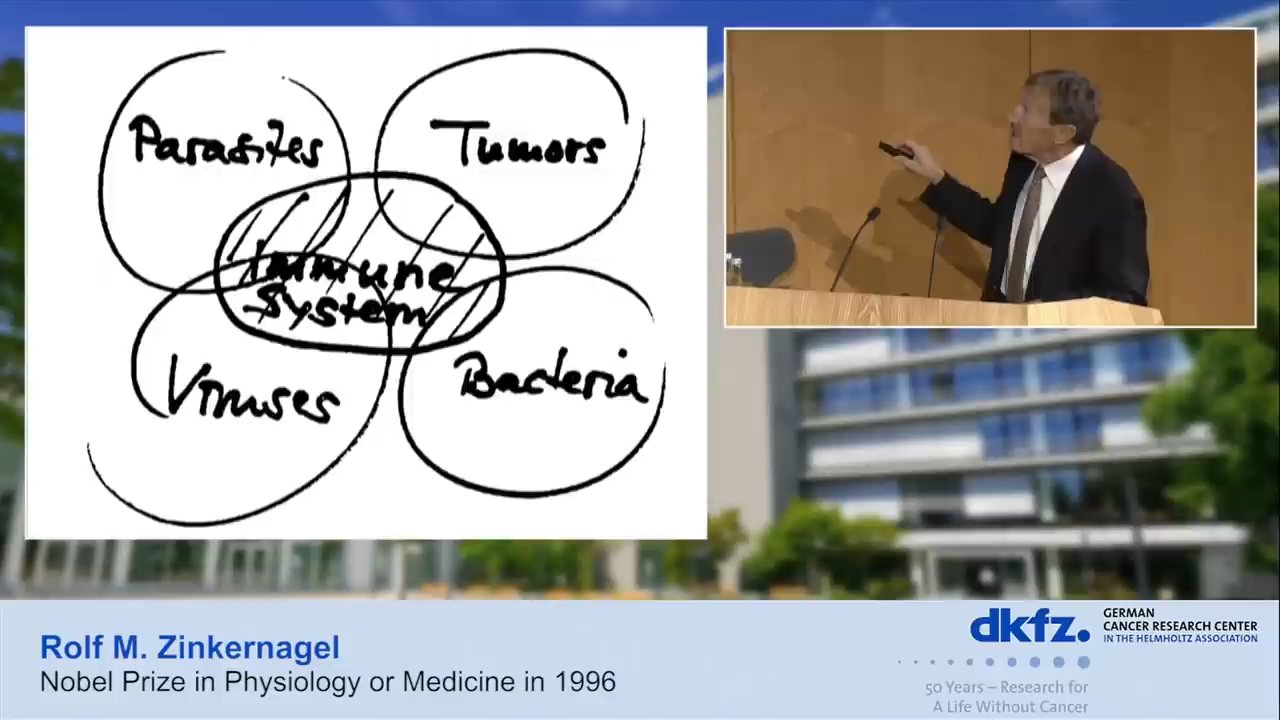 Parasites
Tumors
Immune
System
Viruses
Bacteria
Rolf M. Zinkernagel
Nobel Prize in Physiology or Medicine in 1996
dkfz.
GERMAN
CANCER RESEARCH CENTER
IN THE HELMHOLTZ ASSOCIATION
50 Years – Research for
A Life Without Cancer